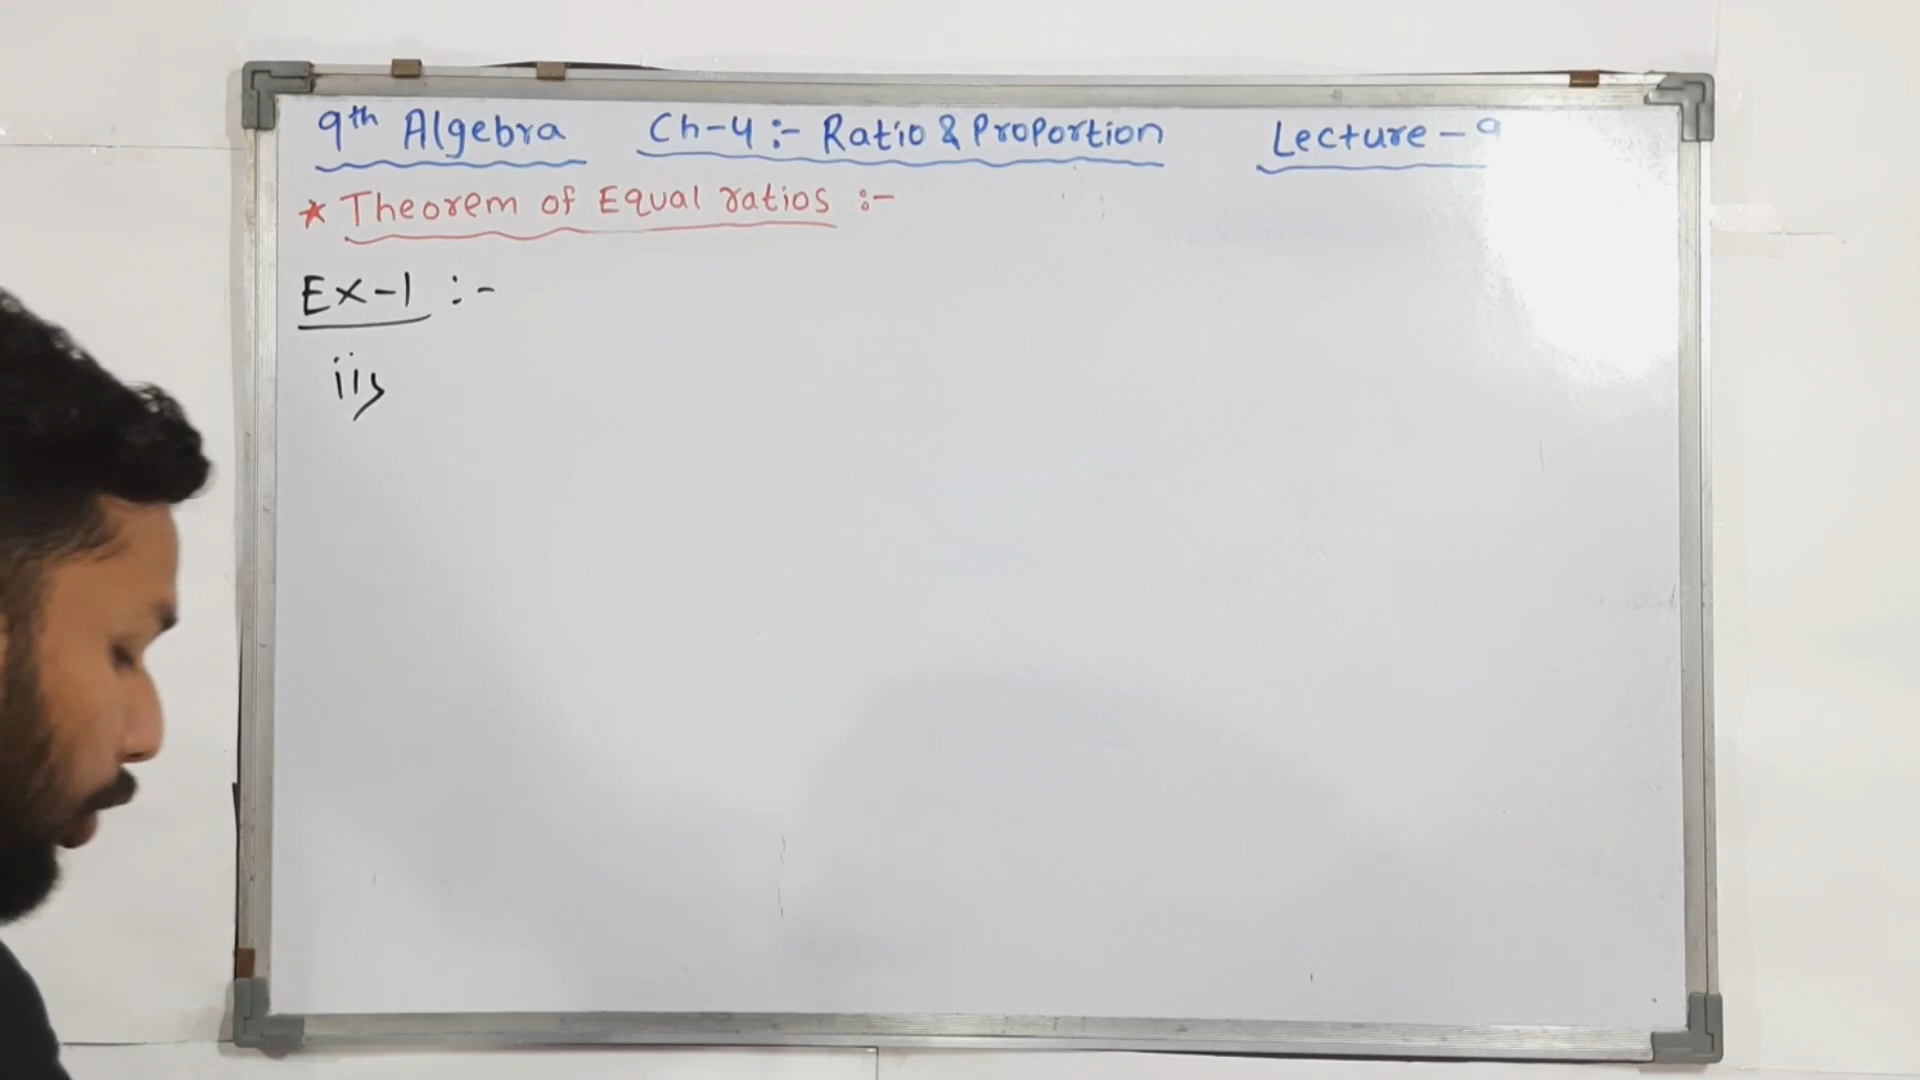 9th Algebra Ch-4 :- Ratio & Proportion Lecture - 9
* Theorem of Equal ratios :-
Ex-1 :-
ii)